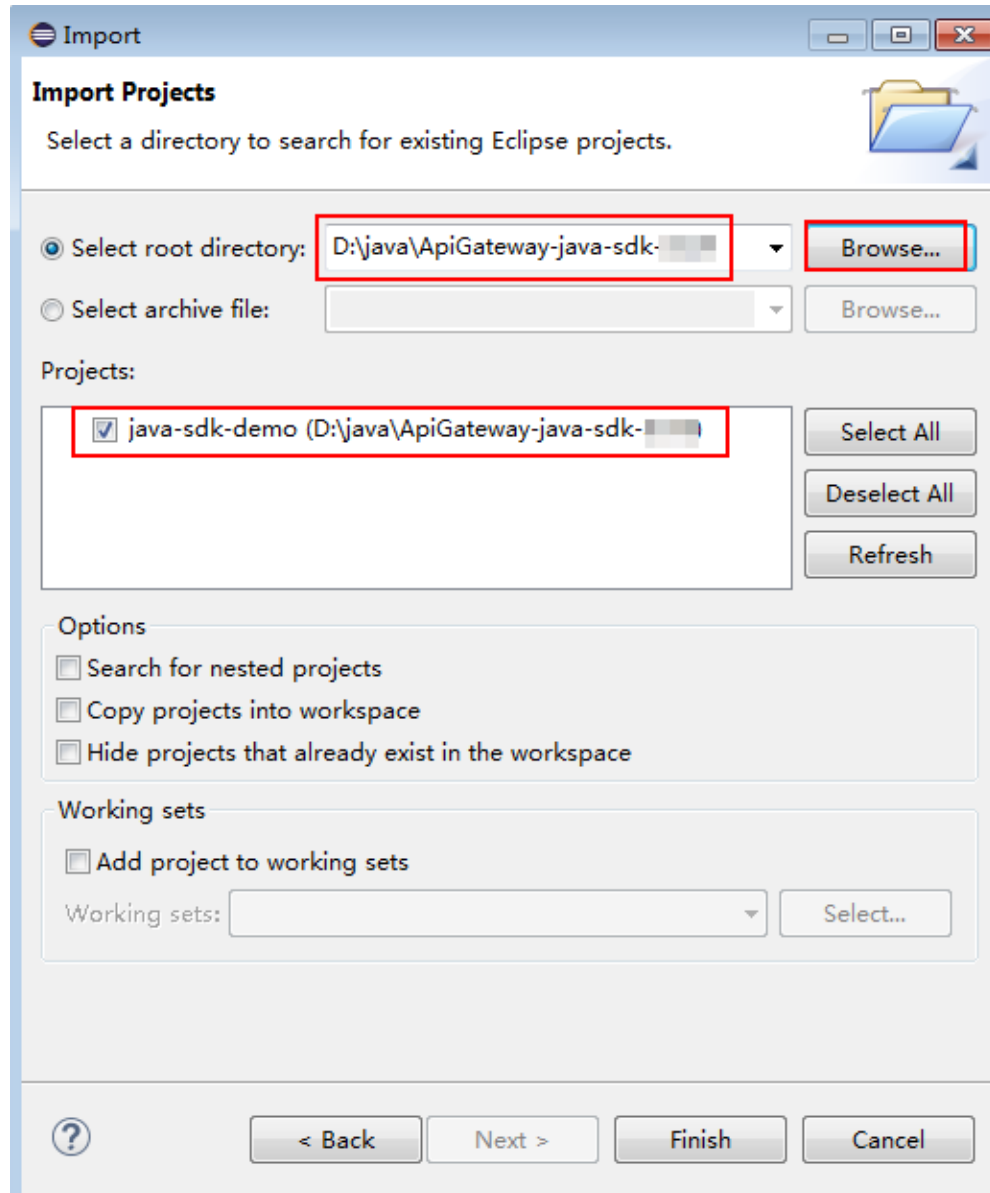 Import
Import Projects
Select a directory to search for existing Eclipse projects.
Select root directory: D:\java\ApiGateway-java-sdk- Browse...
Select archive file: Browse...
Projects:
java-sdk-demo (D:\java\ApiGateway-java-sdk- )
Select All
Deselect All
Refresh
Options
Search for nested projects
Copy projects into workspace
Hide projects that already exist in the workspace
Working sets
Add project to working sets
Working sets: Select...
? < Back Next > Finish Cancel